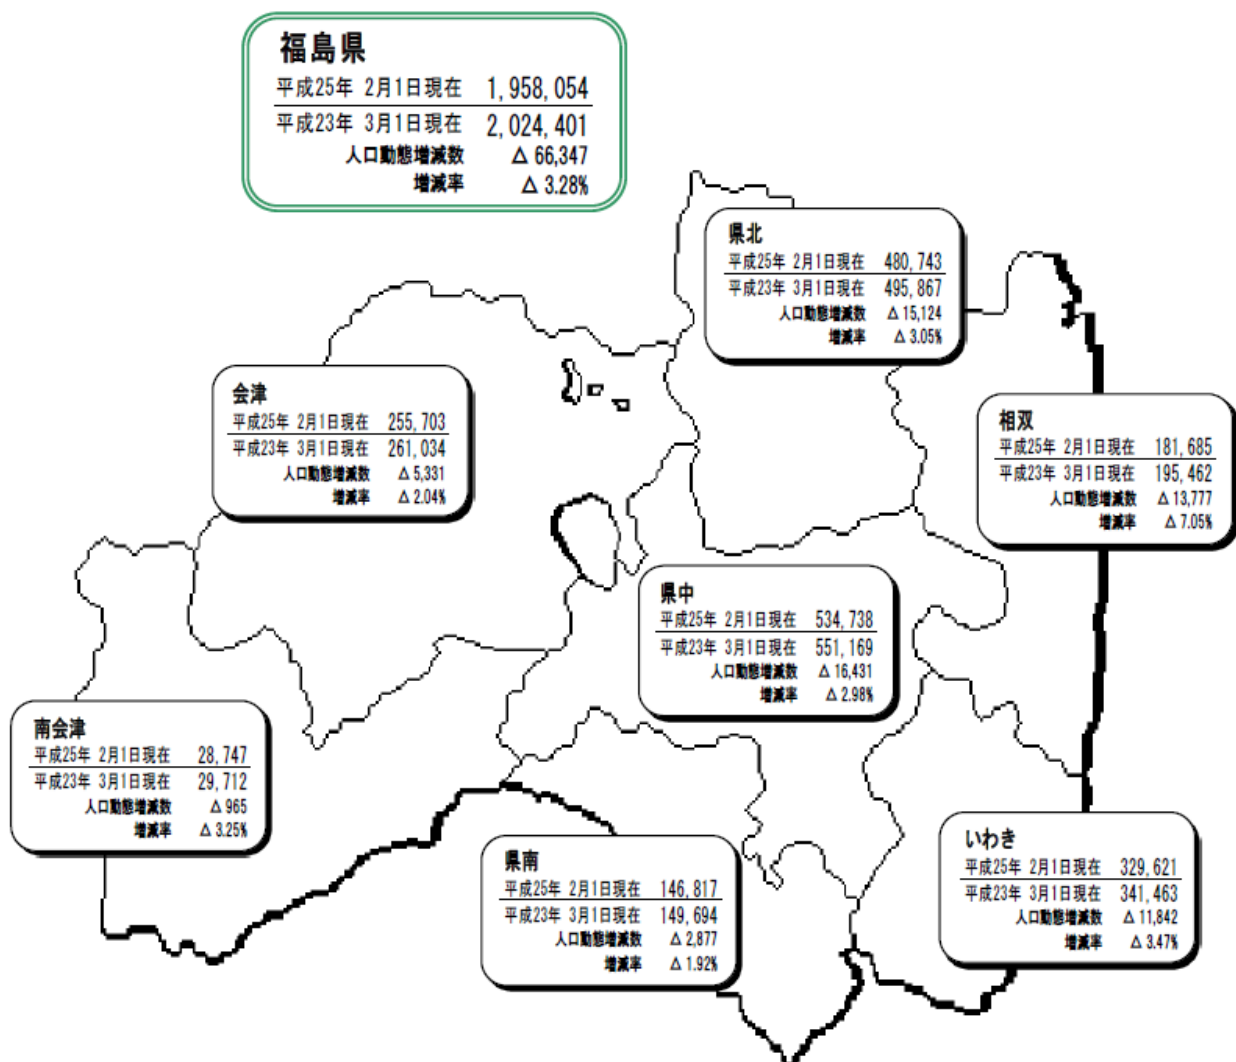 福島県
平成25年 2月1日現在 1,958,054
平成23年 3月1日現在 2,024,401
人口動態増減数 △ 66,347
増減率 △ 3.28%
県北
平成25年 2月1日現在 480,743
平成23年 3月1日現在 495,867
人口動態増減数 △ 15,124
増減率 △ 3.05%
会津
平成25年 2月1日現在 255,703
平成23年 3月1日現在 261,034
人口動態増減数 △ 5,331
増減率 △ 2.04%
相双
平成25年 2月1日現在 181,685
平成23年 3月1日現在 195,462
人口動態増減数 △ 13,777
増減率 △ 7.05%
県中
平成25年 2月1日現在 534,738
平成23年 3月1日現在 551,169
人口動態増減数 △ 16,431
増減率 △ 2.98%
南会津
平成25年 2月1日現在 28,747
平成23年 3月1日現在 29,712
人口動態増減数 △ 965
増減率 △ 3.25%
県南
平成25年 2月1日現在 146,817
平成23年 3月1日現在 149,694
人口動態増減数 △ 2,877
増減率 △ 1.92%
いわき
平成25年 2月1日現在 329,621
平成23年 3月1日現在 341,463
人口動態増減数 △ 11,842
増減率 △ 3.47%